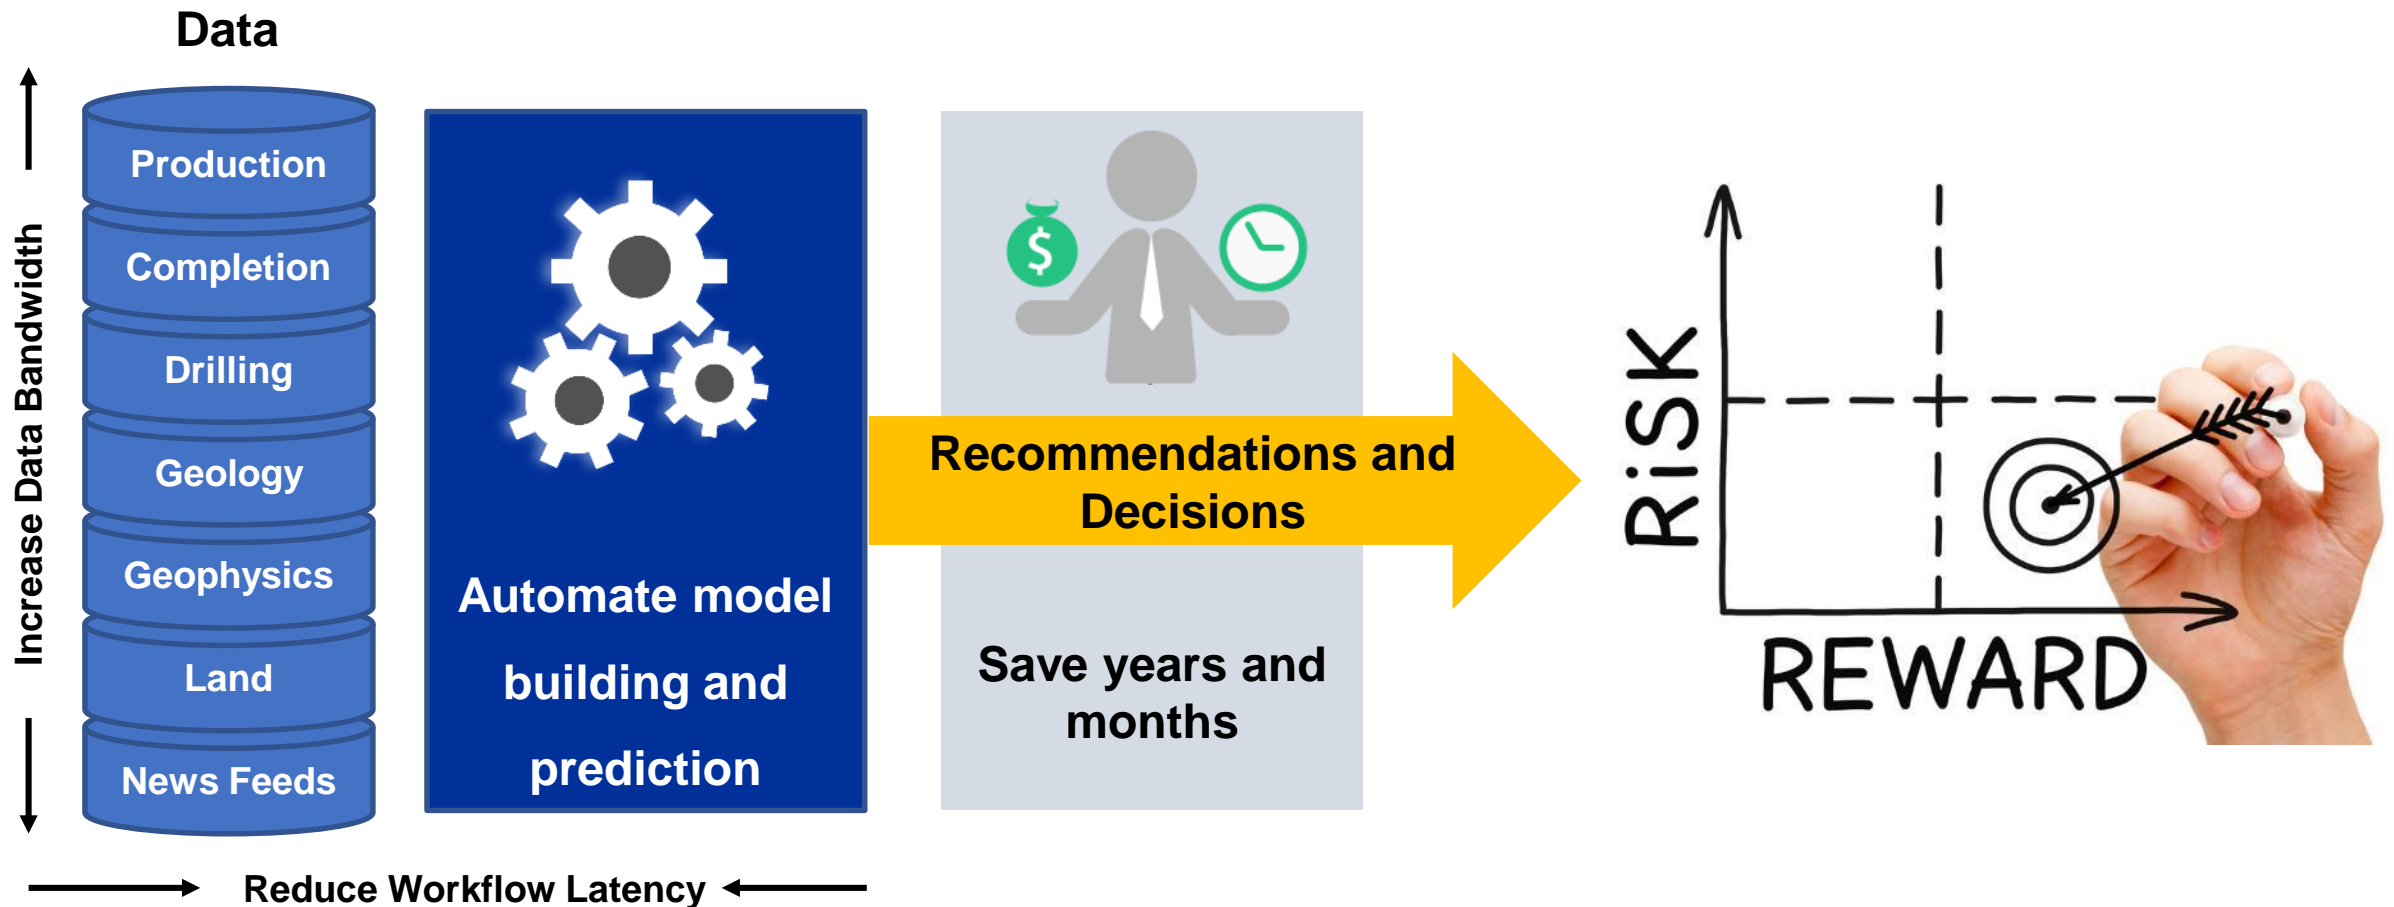 Data
Increase Data Bandwidth
Production
Completion
Drilling
Geology
Geophysics
Land
News Feeds
Reduce Workflow Latency
Automate model
building and
prediction
$
Recommendations and
Decisions
Save years and
months
RiSK
REWARD